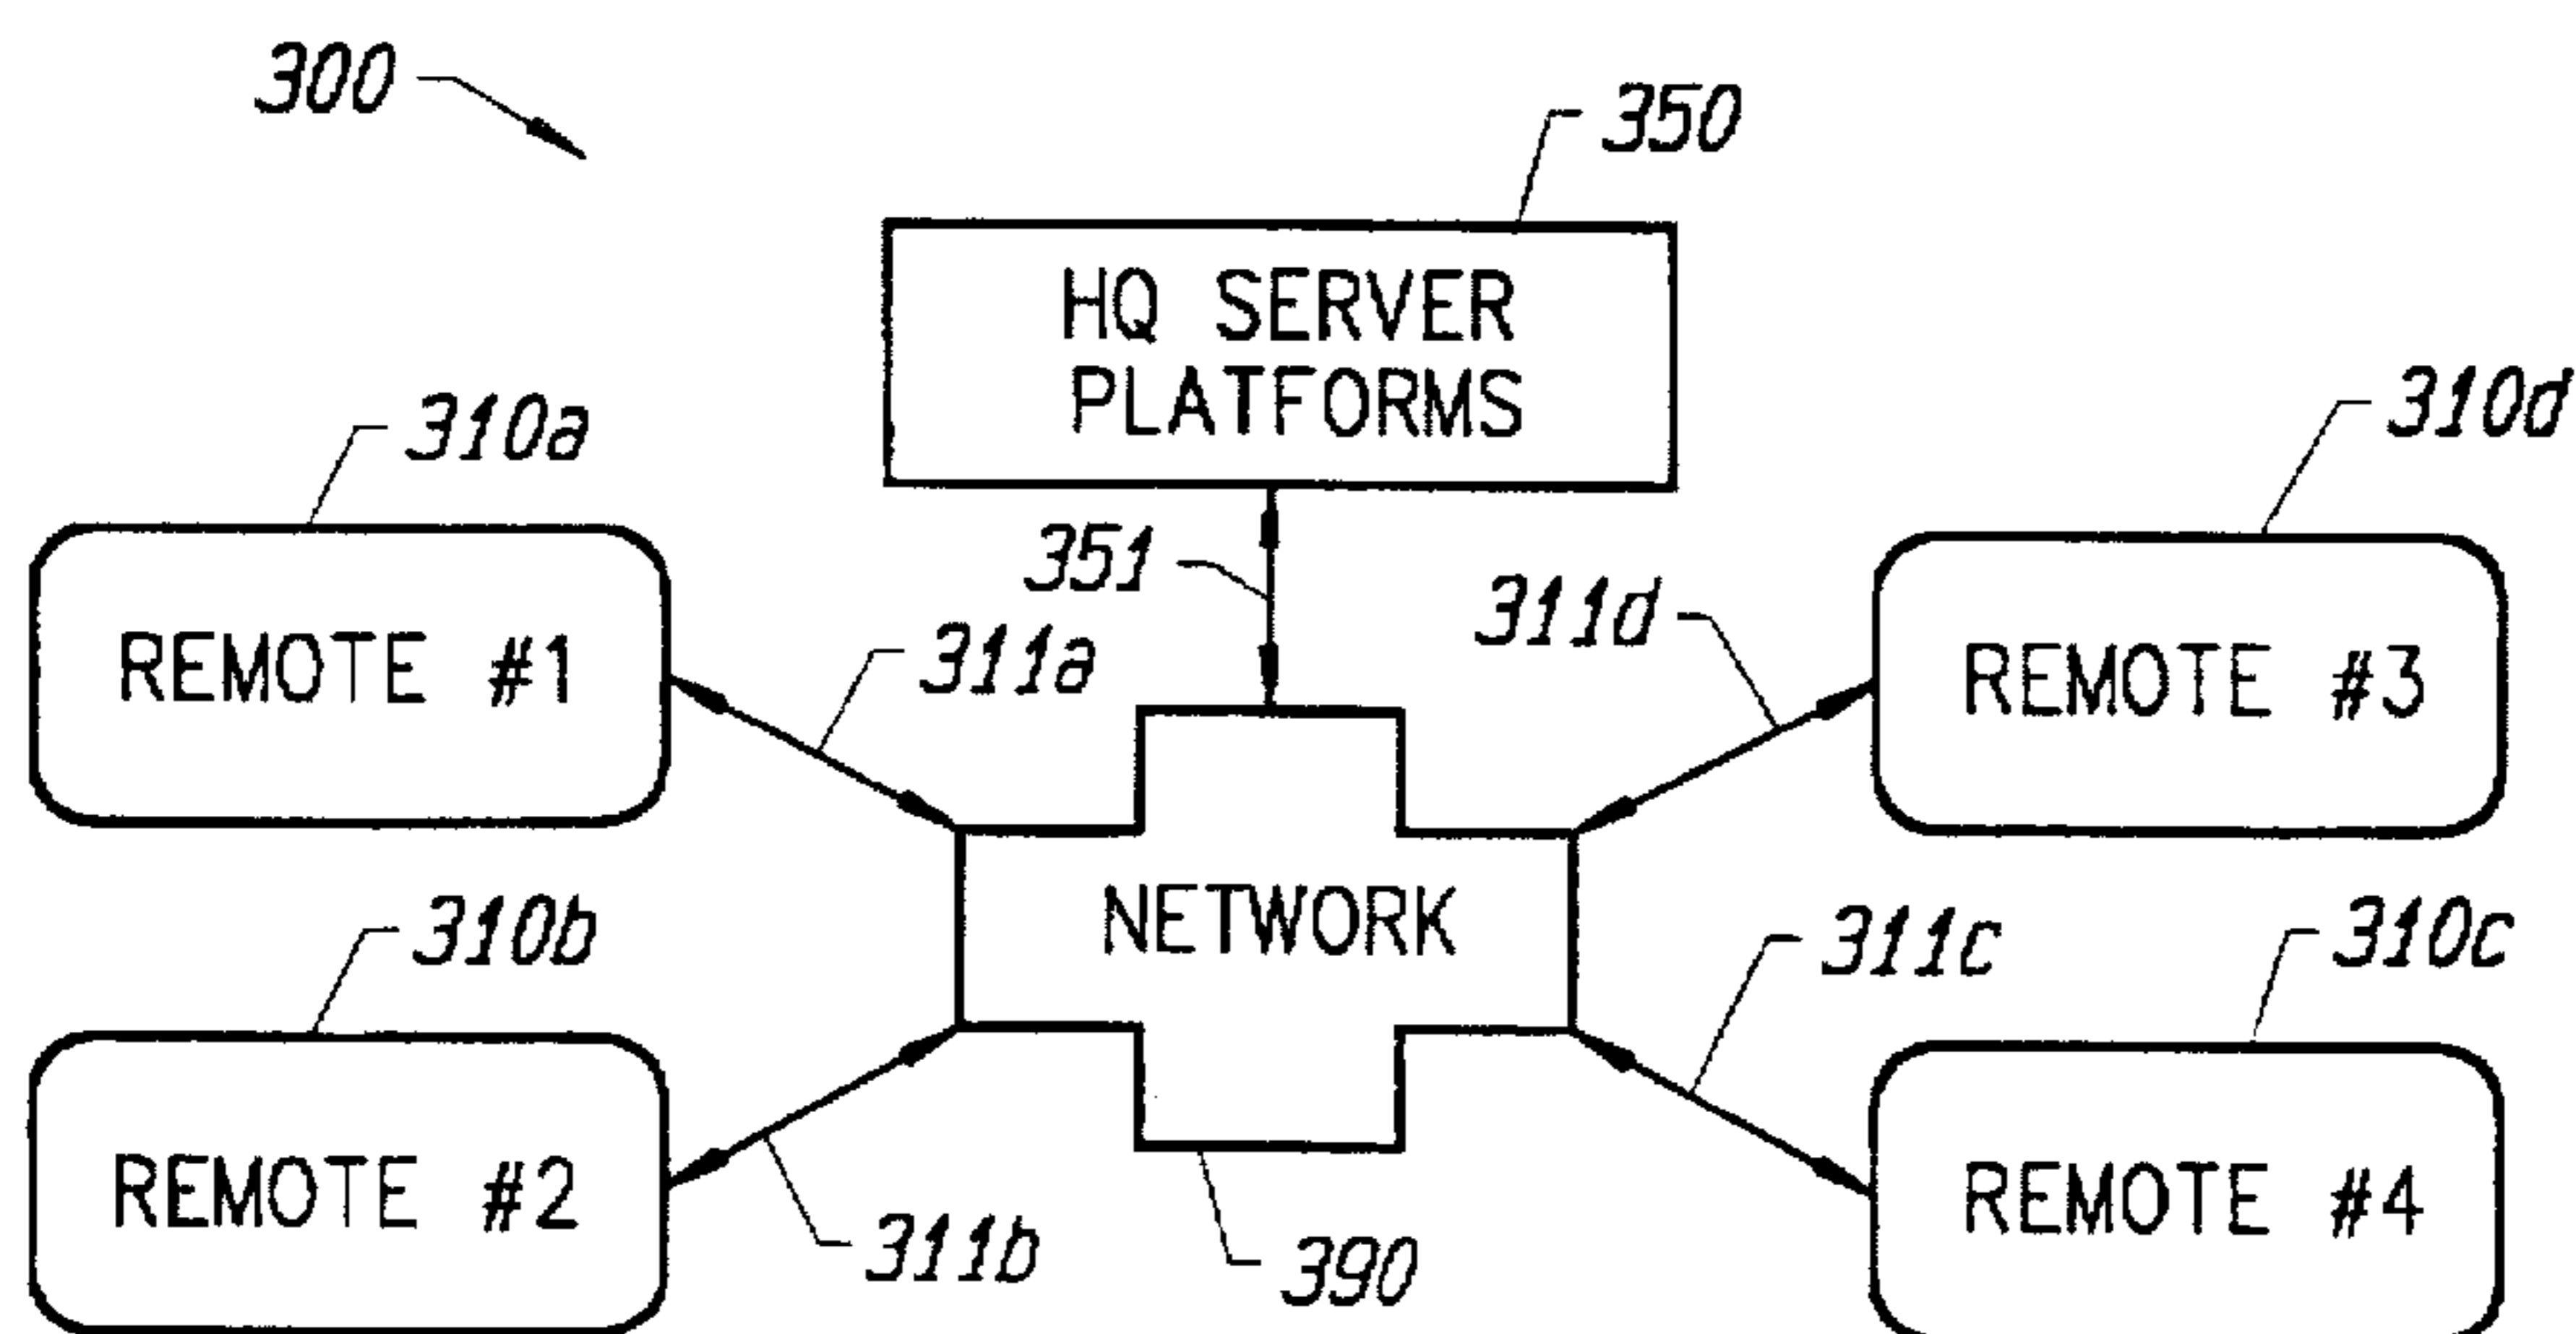 300
350
HQ SERVER
PLATFORMS
310a
310d
351
311a
311d
REMOTE #1
REMOTE #3
NETWORK
310b
311c
310c
REMOTE #2
311b
390
REMOTE #4